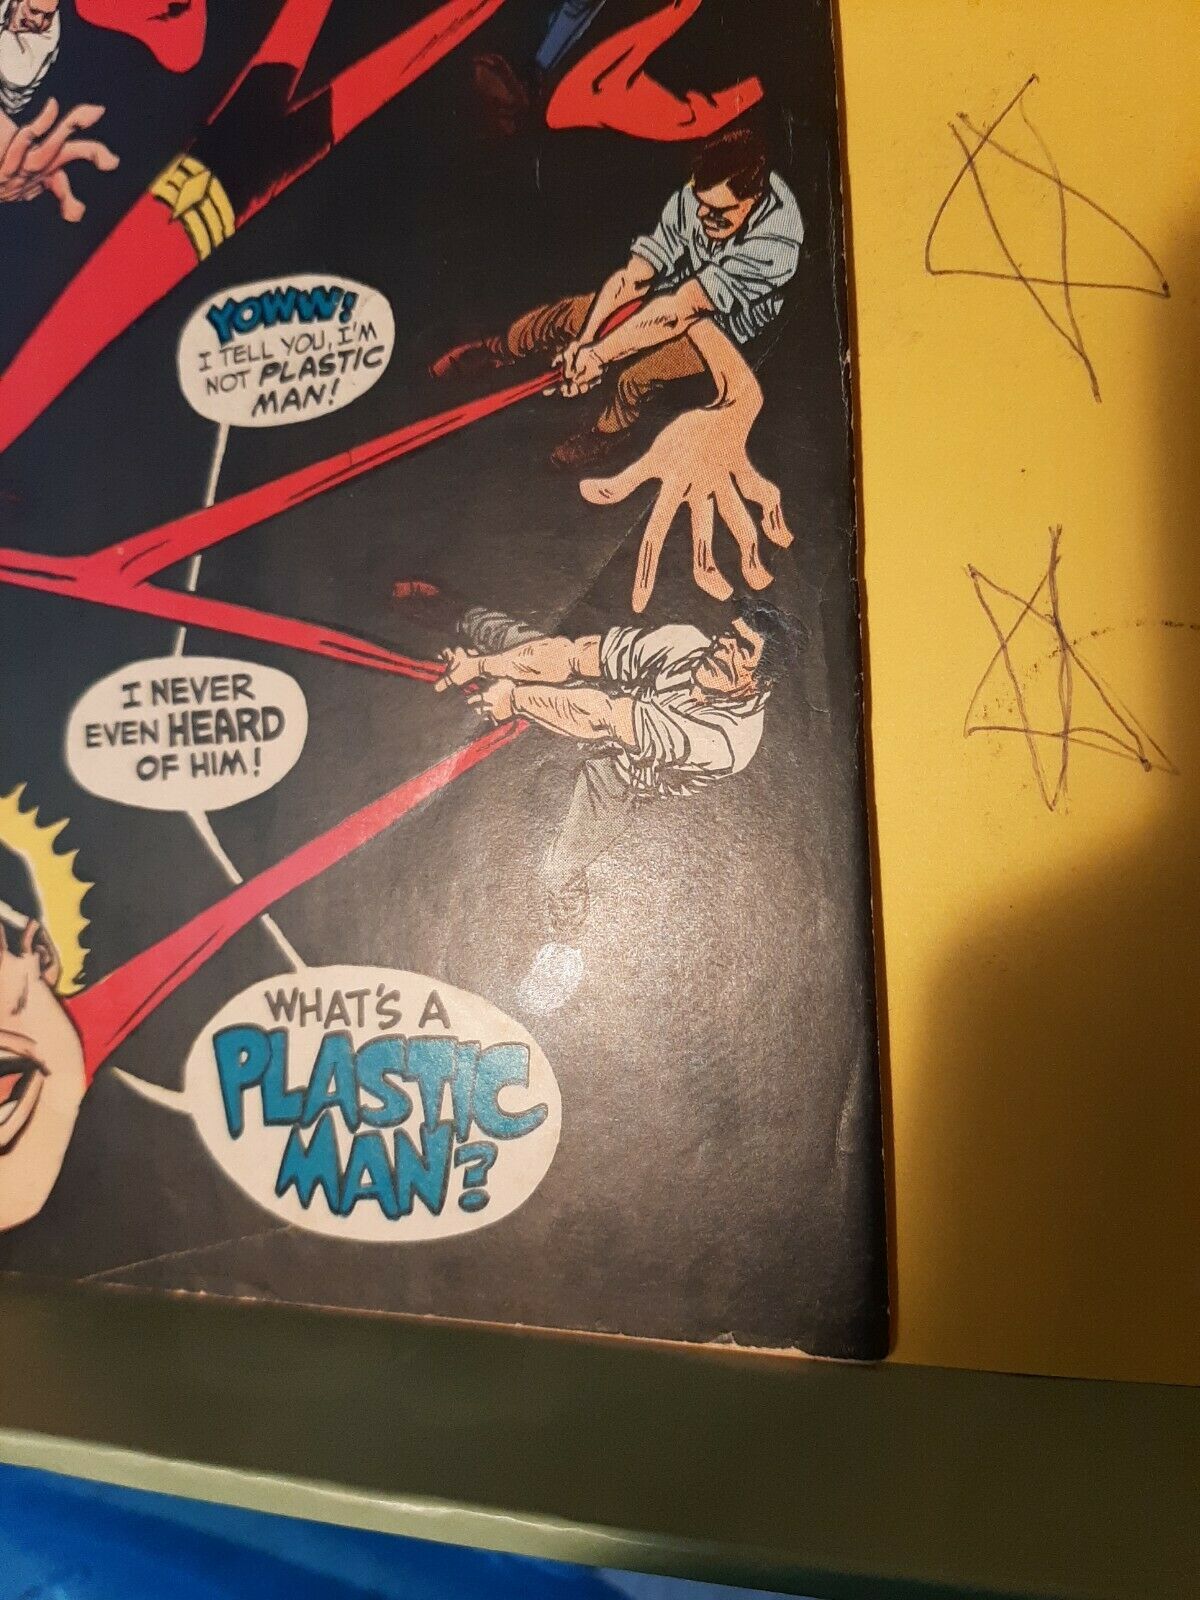 YOWW!
I TELL YOU, I'M
NOT PLASTIC
MAN!
I NEVER
EVEN HEARD
OF HIM!
WHAT'S A
PLASTIC
MAN?